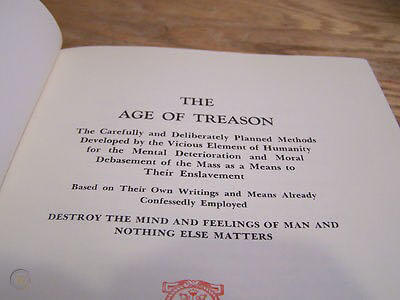 THE
AGE OF TREASON
The Carefully and Deliberately Planned Methods
Developed by the Vicious Element of Humanity
for the Mental Deterioration and Moral
Debasement of the Mass as a Means to
Their Enslavement
Based on Their Own Writings and Means Already
Confessedly Employed
DESTROY THE MIND AND FEELINGS OF MAN AND
NOTHING ELSE MATTERS